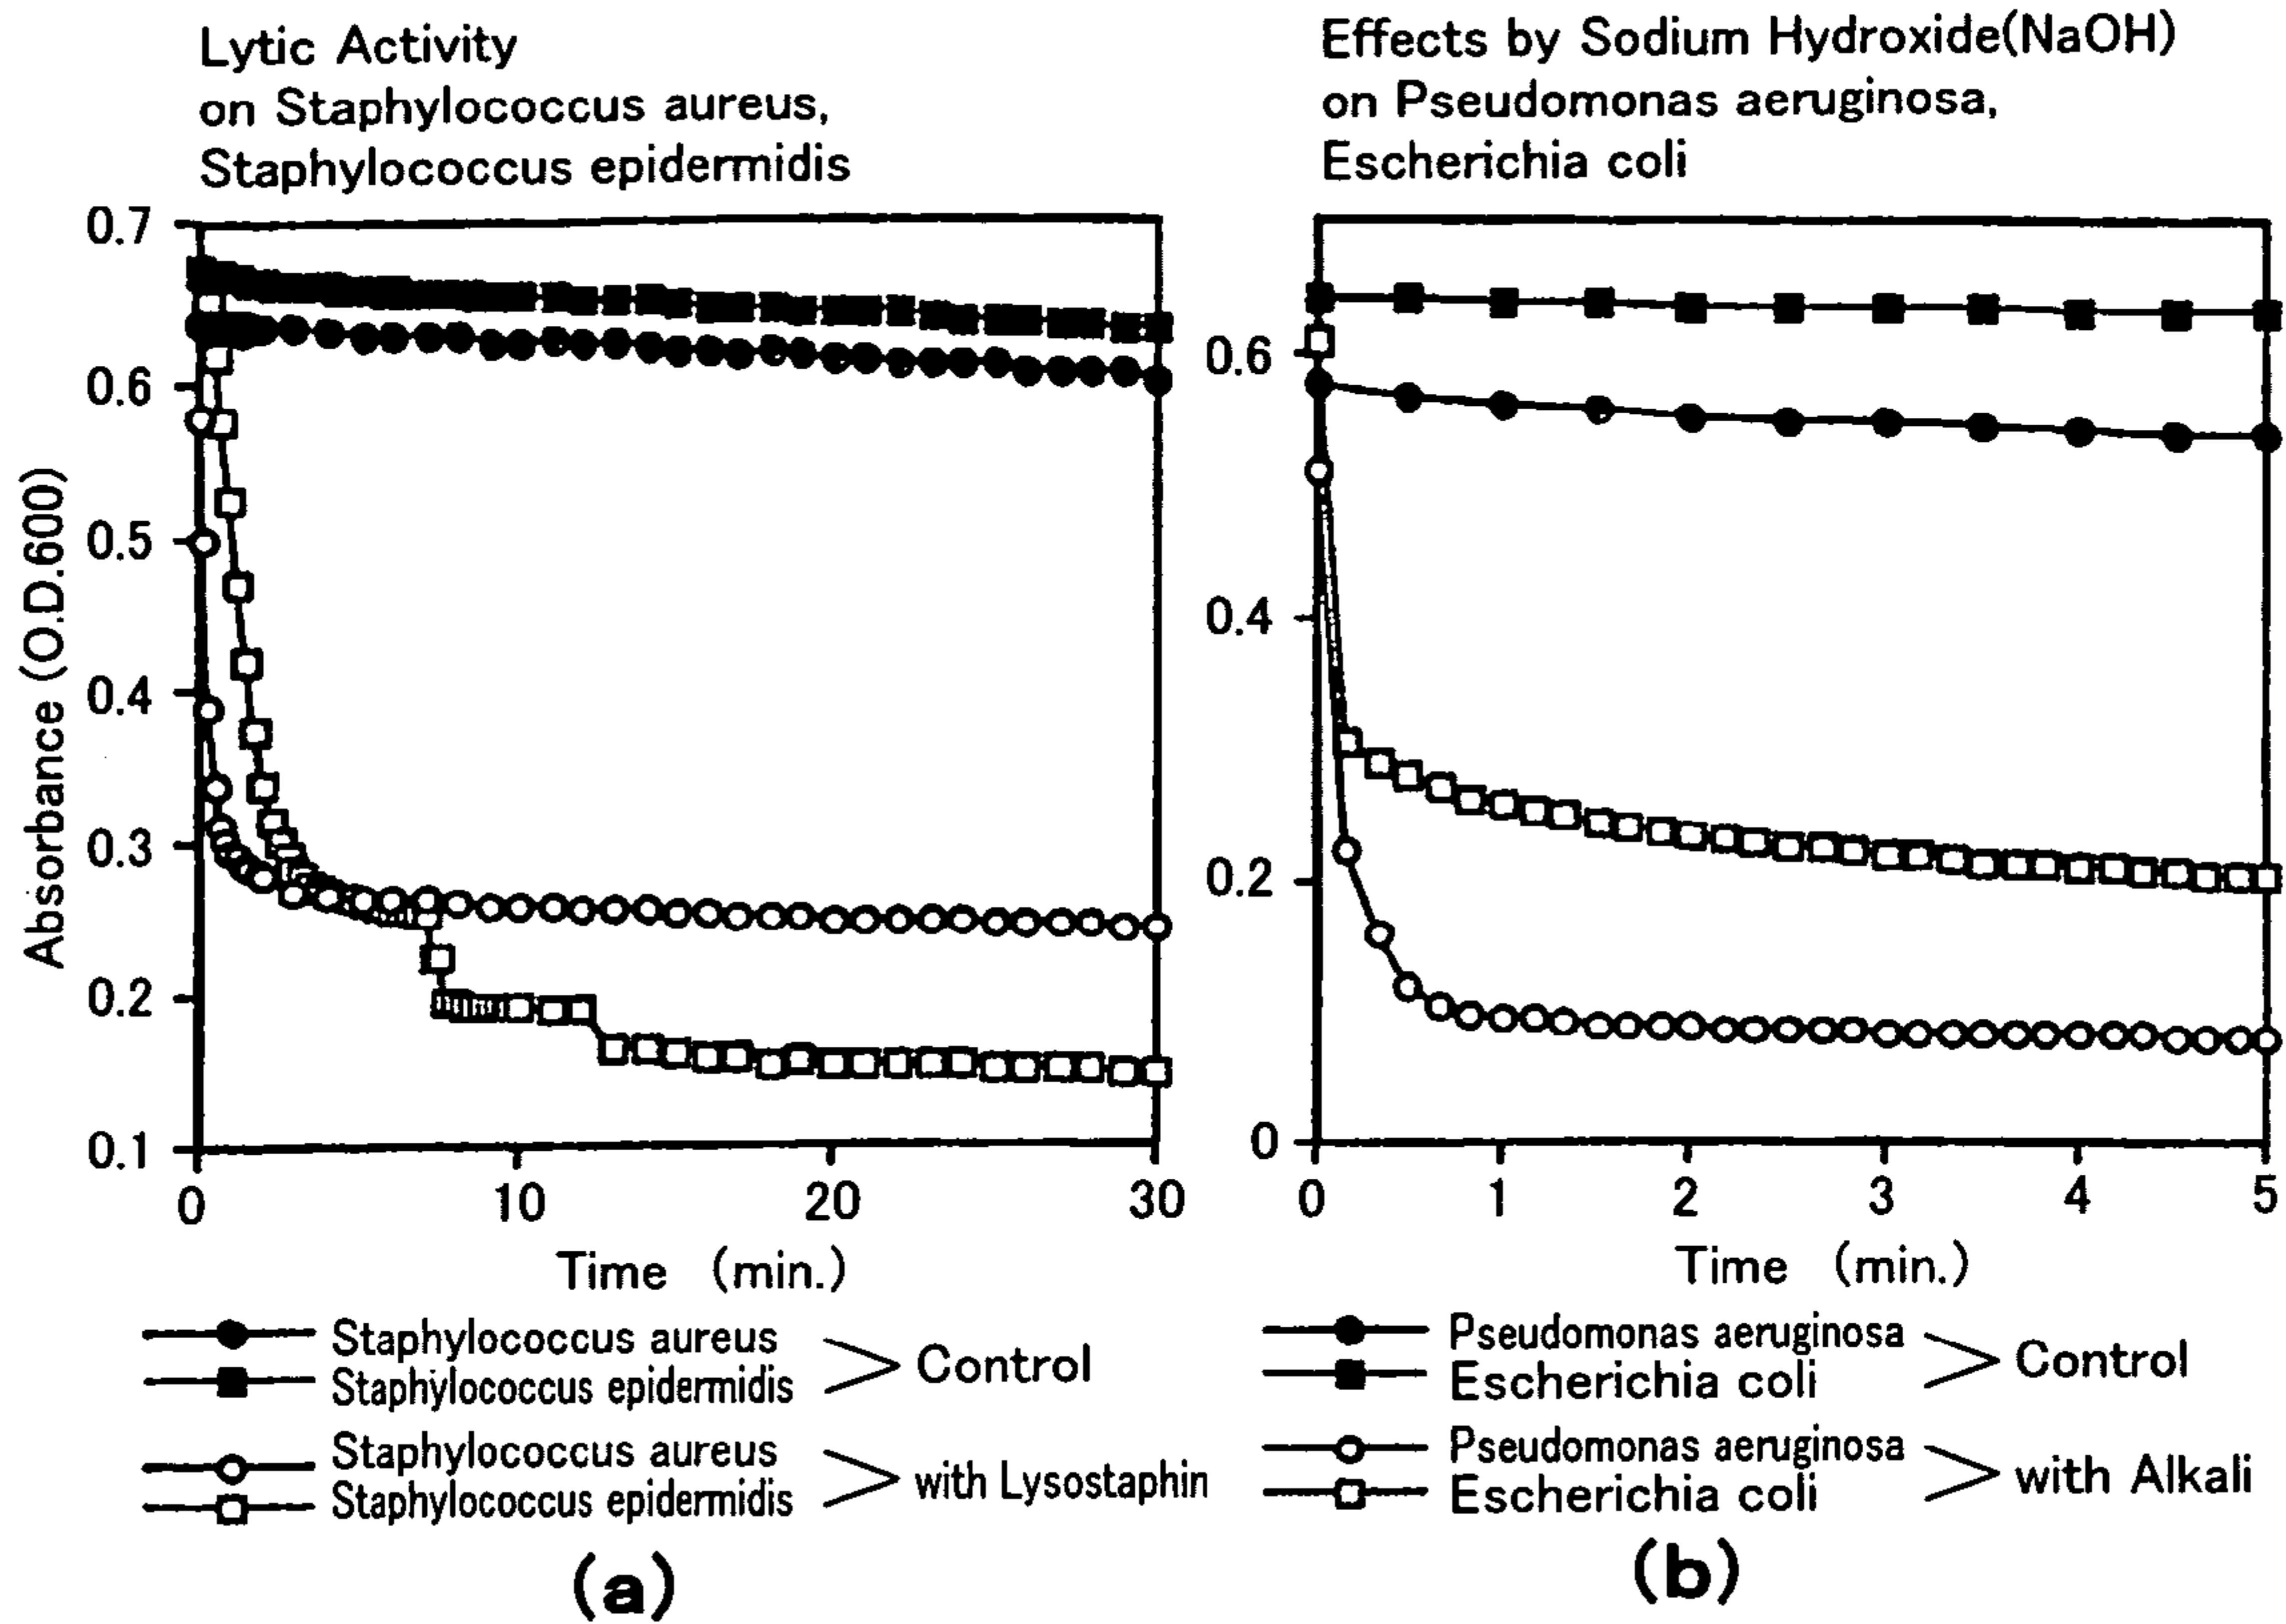 Lytic Activity
on Staphylococcus aureus,
Staphylococcus epidermidis
0.7
0.6
0.5
0.4
0.3
0.2
0.1
Absorbance (O.D.600)
0
10
20
30
Time (min.)
Staphylococcus aureus
Staphylococcus epidermidis
Control
Staphylococcus aureus
Staphylococcus epidermidis
with Lysostaphin
(a)
Effects by Sodium Hydroxide(NaOH)
on Pseudomonas aeruginosa,
Escherichia coli
0.6
0.4
0.2
0
0
1
2
3
4
5
Time (min.)
Pseudomonas aeruginosa
Escherichia coli
Control
Pseudomonas aeruginosa
Escherichia coli
with Alkali
(b)